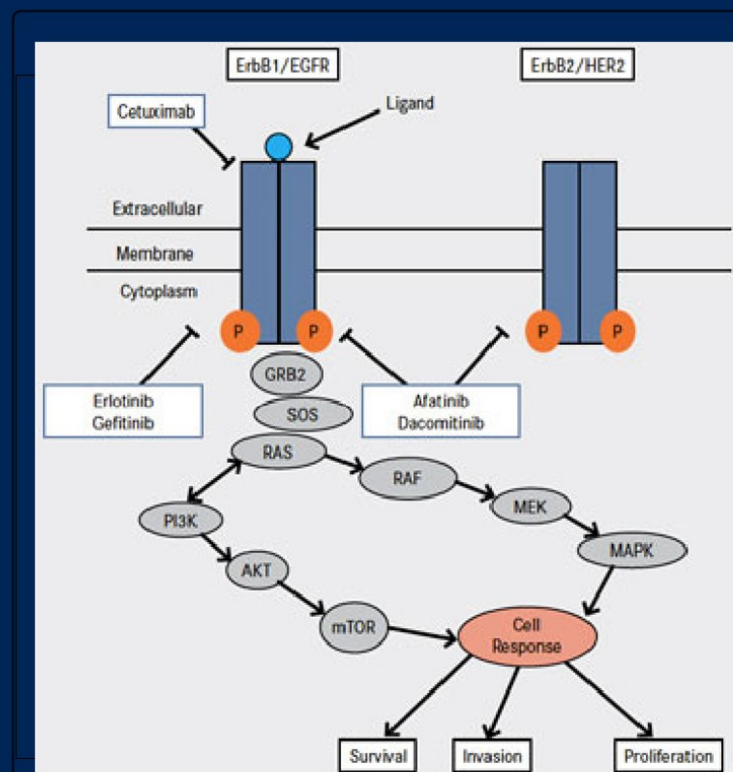 ErbB1/EGFR
ErbB2/HER2
Cetuximab
Ligand
Extracellular
Membrane
Cytoplasm
P
P
P
P
Erlotinib
Gefitinib
GRB2
SOS
Afatinib
Dacomitinib
RAS
RAF
MEK
PI3K
MAPK
AKT
mTOR
Cell
Response
Survival
Invasion
Proliferation